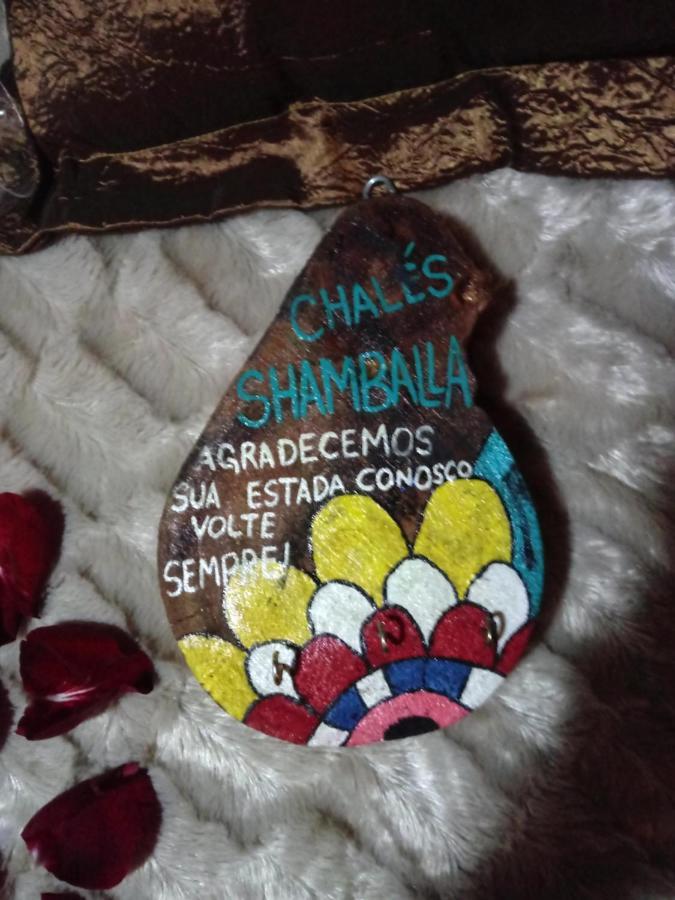 CHALÉS
SHAMBALLA
AGRADECEMOS
SUA ESTADA CONOSCO
VOLTE
SEMPRE!